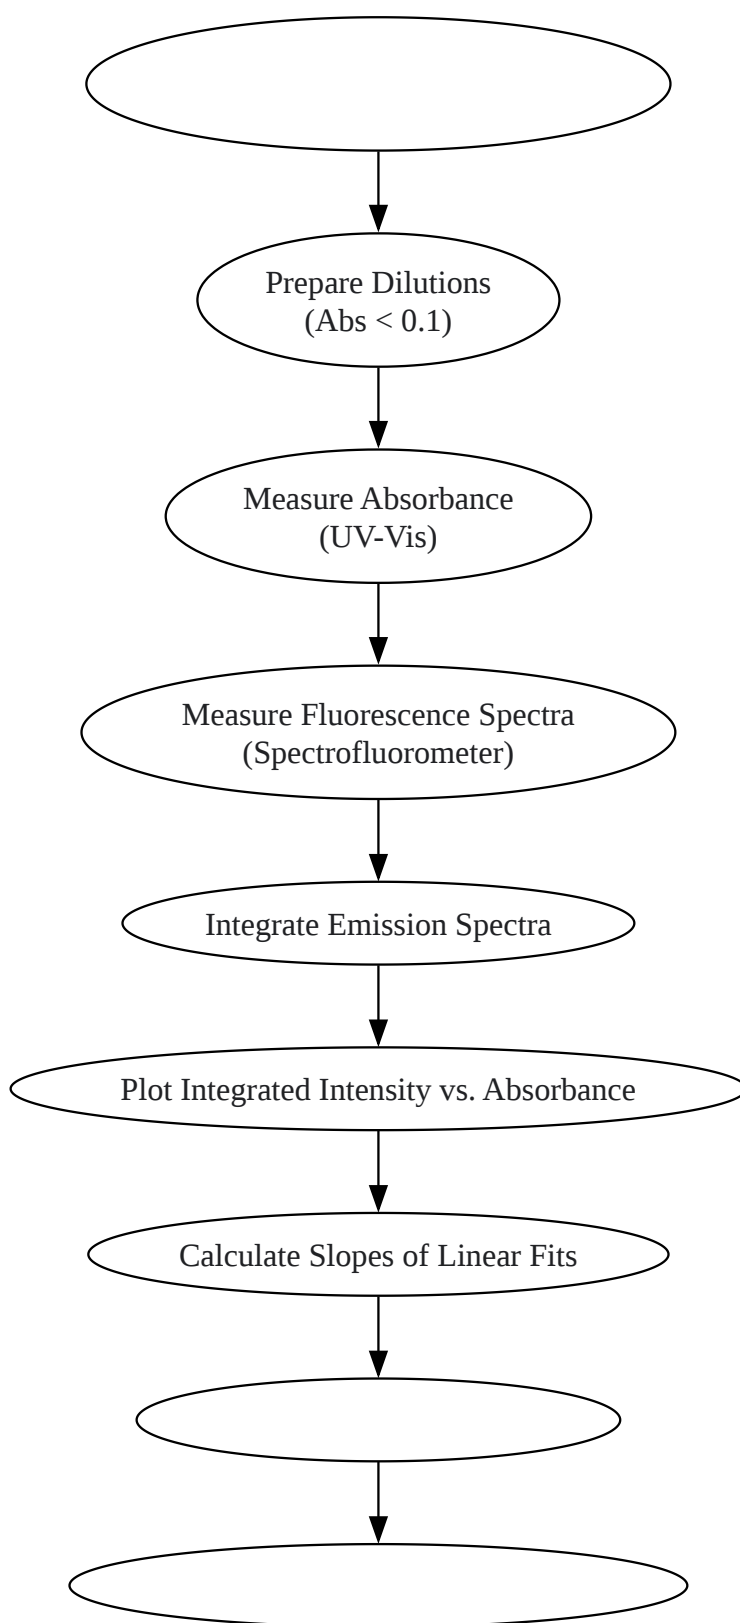 Prepare Dilutions
(Abs < 0.1)
Measure Absorbance
(UV-Vis)
Measure Fluorescence Spectra
(Spectrofluorometer)
Integrate Emission Spectra
Plot Integrated Intensity vs. Absorbance
Calculate Slopes of Linear Fits